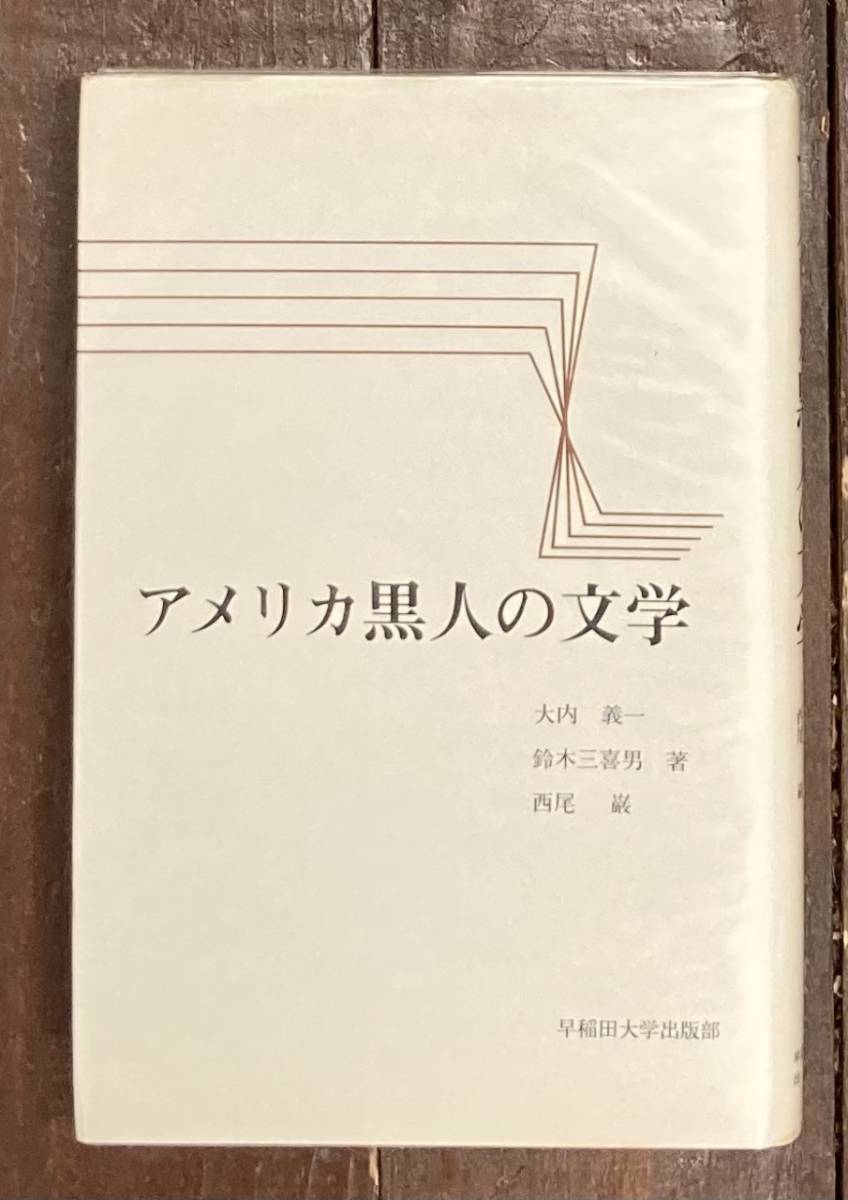 アメリカ黒人の文学
大内 義一
鈴木三喜男 著
西尾 巌
早稲田大学出版部